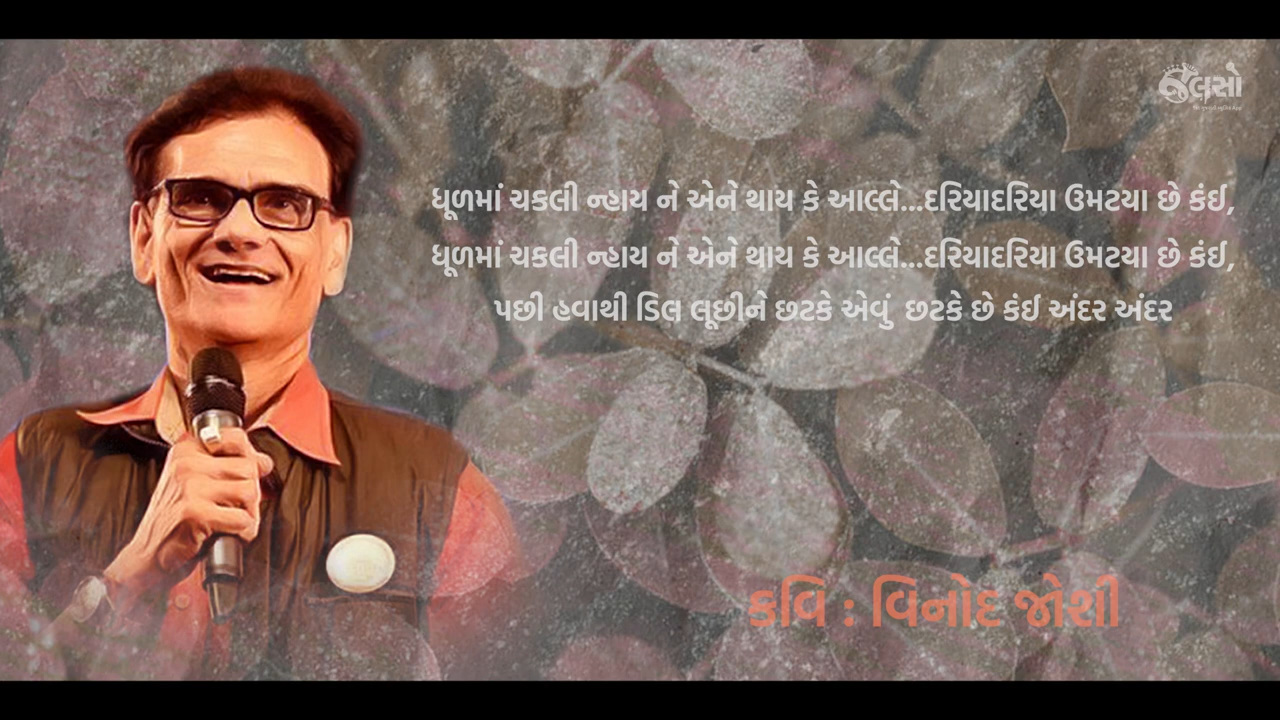 જલસો
ધૂળમાં ચકલી ન્હાય ને એને થાય કે આલ્લે...દરિયાદરિયા ઉમટયા છે કંઈ,
ધૂળમાં ચકલી ન્હાય ને એને થાય કે આલ્લે...દરિયાદરિયા ઉમટયા છે કંઈ,
પછી હવાથી ડિલ લૂછીને છટકે એવું છટકે છે કંઈ અંદર અંદર
કવિ : વિનોદ જોશી